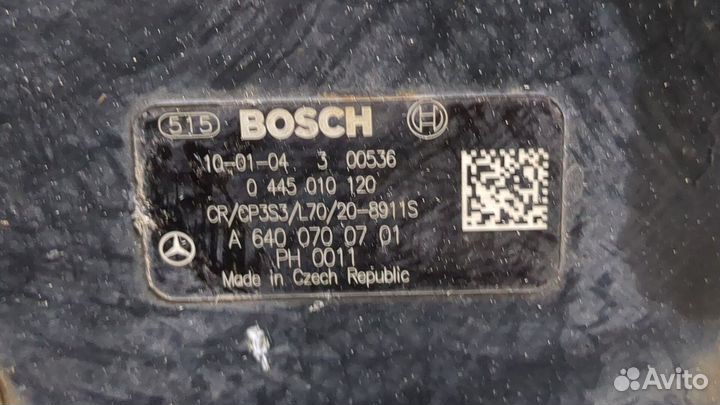 515 BOSCH
10-01-04 3 00536
0 445 010 120
CR/CP3S3/L70/20-8911S
A 640 070 07 01
PH 0011
Made in Czech Republic
Avito